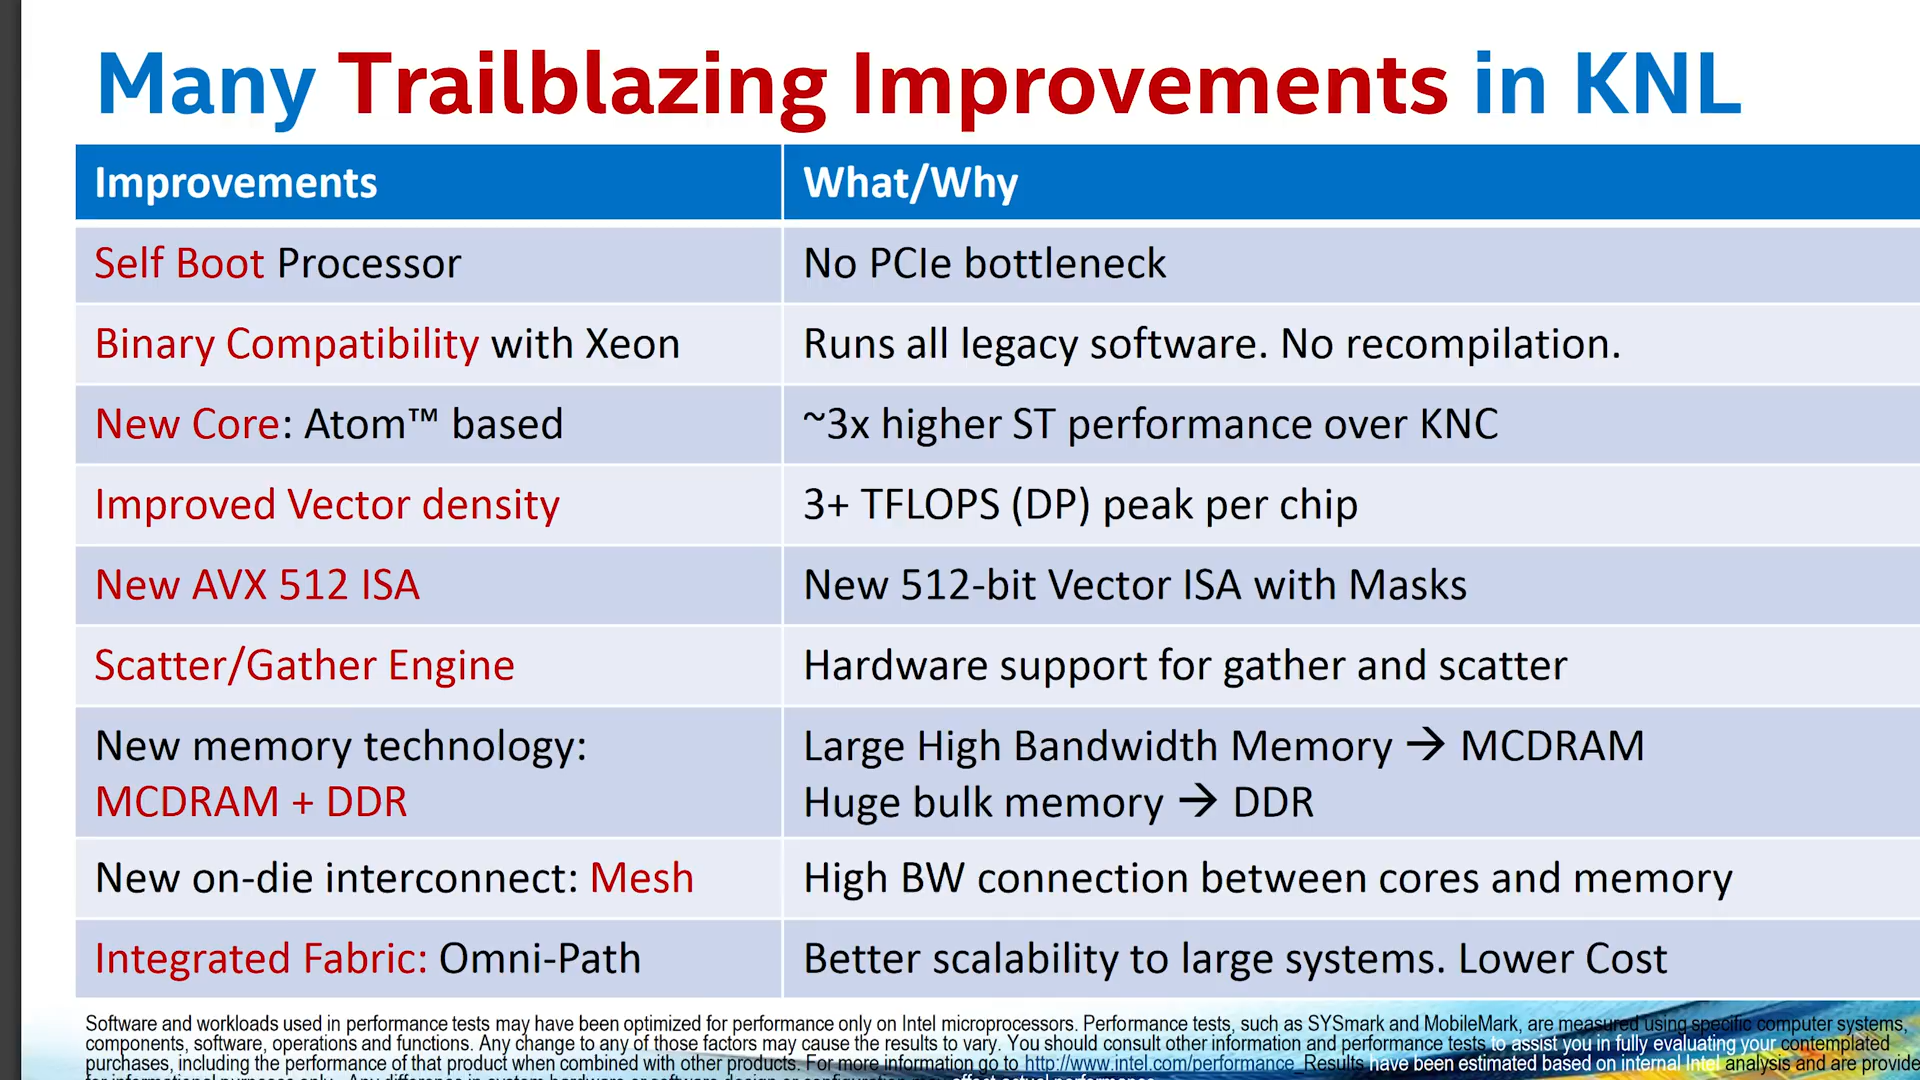 Many Trailblazing Improvements in KNL
Improvements What/Why
Self Boot Processor No PCIe bottleneck
Binary Compatibility with Xeon Runs all legacy software. No recompilation.
New Core: Atom™ based ~3x higher ST performance over KNC
Improved Vector density 3+ TFLOPS (DP) peak per chip
New AVX 512 ISA New 512-bit Vector ISA with Masks
Scatter/Gather Engine Hardware support for gather and scatter
New memory technology: Large High Bandwidth Memory → MCDRAM
MCDRAM + DDR Huge bulk memory → DDR
New on-die interconnect: Mesh High BW connection between cores and memory
Integrated Fabric: Omni-Path Better scalability to large systems. Lower Cost
Software and workloads used in performance tests may have been optimized for performance only on Intel microprocessors. Performance tests, such as SYSmark and MobileMark, are measured using specific computer systems,
components, software, operations and functions. Any change to any of those factors may cause the results to vary. You should consult other information and performance tests to assist you in fully evaluating your contemplated
purchases, including the performance of that product when combined with other products. For more information go to http://www.intel.com/performance Results have been estimated based on internal Intel analysis and are provide